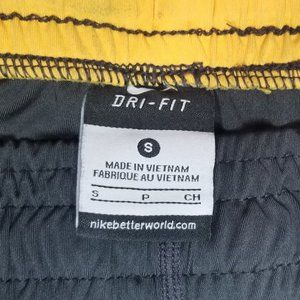 DRI-FIT
S
MADE IN VIETNAM
FABRIQUE AU VIETNAM
S P CH
nikebetterworld.com